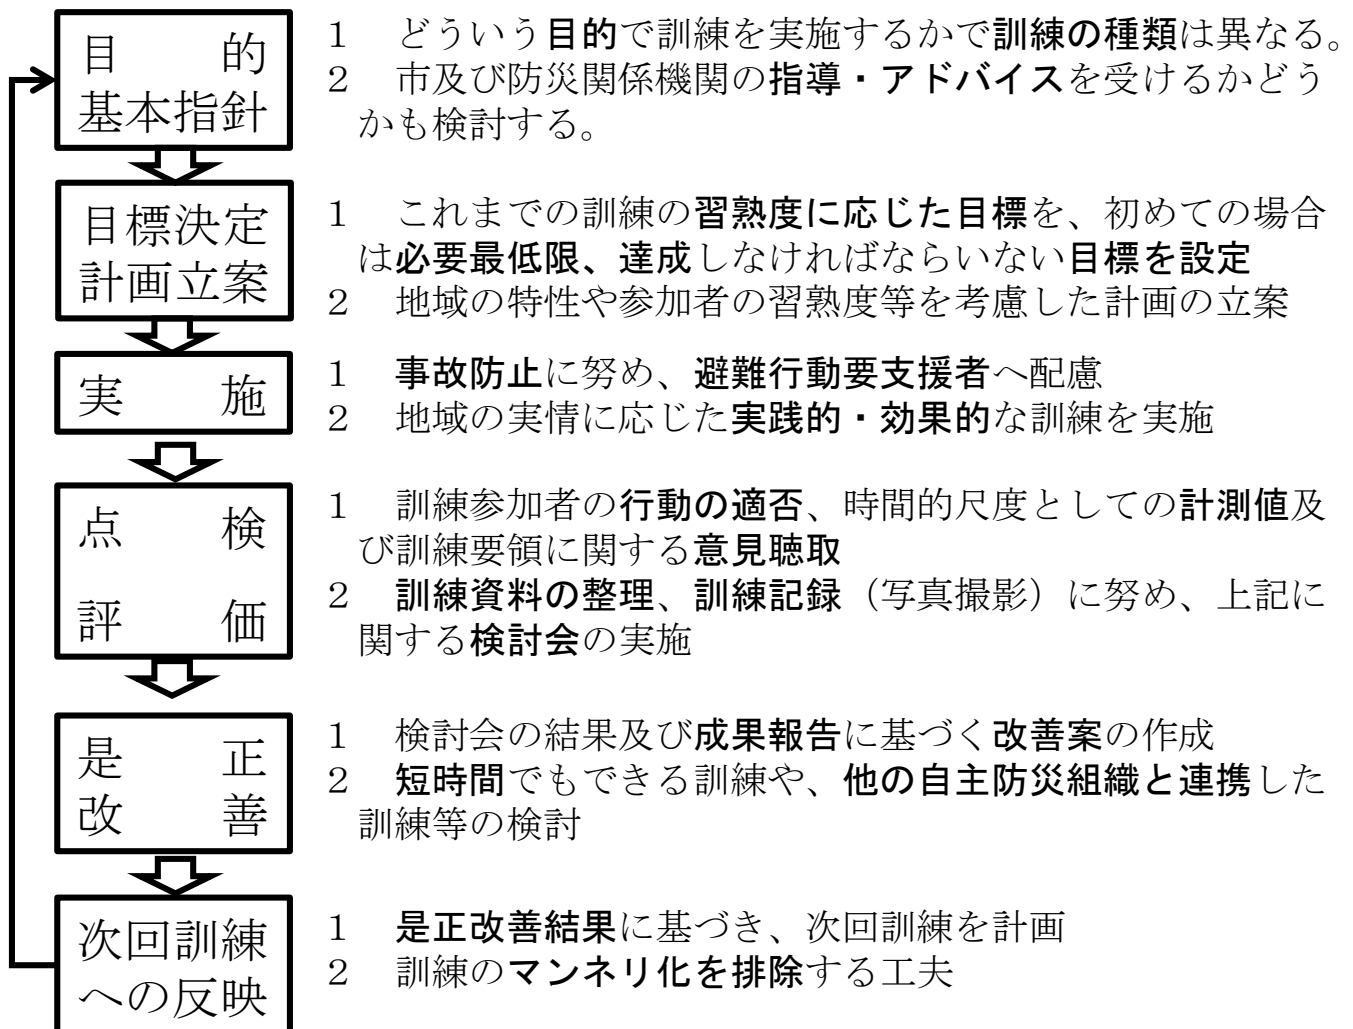 目　的
基本指針
1　どういう目的で訓練を実施するかで訓練の種類は異なる。
2　市及び防災関係機関の指導・アドバイスを受けるかどう
かも検討する。
目標決定
計画立案
1　これまでの訓練の習熟度に応じた目標を、初めての場合
は必要最低限、達成しなければならいない目標を設定
2　地域の特性や参加者の習熟度等を考慮した計画の立案
実　施
1　事故防止に努め、避難行動要支援者へ配慮
2　地域の実情に応じた実践的・効果的な訓練を実施
点　検
評　価
1　訓練参加者の行動の適否、時間的尺度としての計測値及
び訓練要領に関する意見聴取
2　訓練資料の整理、訓練記録（写真撮影）に努め、上記に
関する検討会の実施
是　正
改　善
1　検討会の結果及び成果報告に基づく改善案の作成
2　短時間でもできる訓練や、他の自主防災組織と連携した
訓練等の検討
次回訓練
への反映
1　是正改善結果に基づき、次回訓練を計画
2　訓練のマンネリ化を排除する工夫